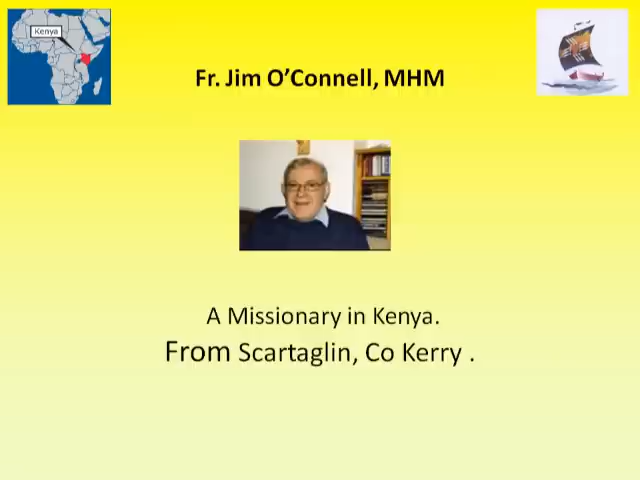 Kenya
Fr. Jim O’Connell, MHM
A Missionary in Kenya.
From Scartaglin, Co Kerry .